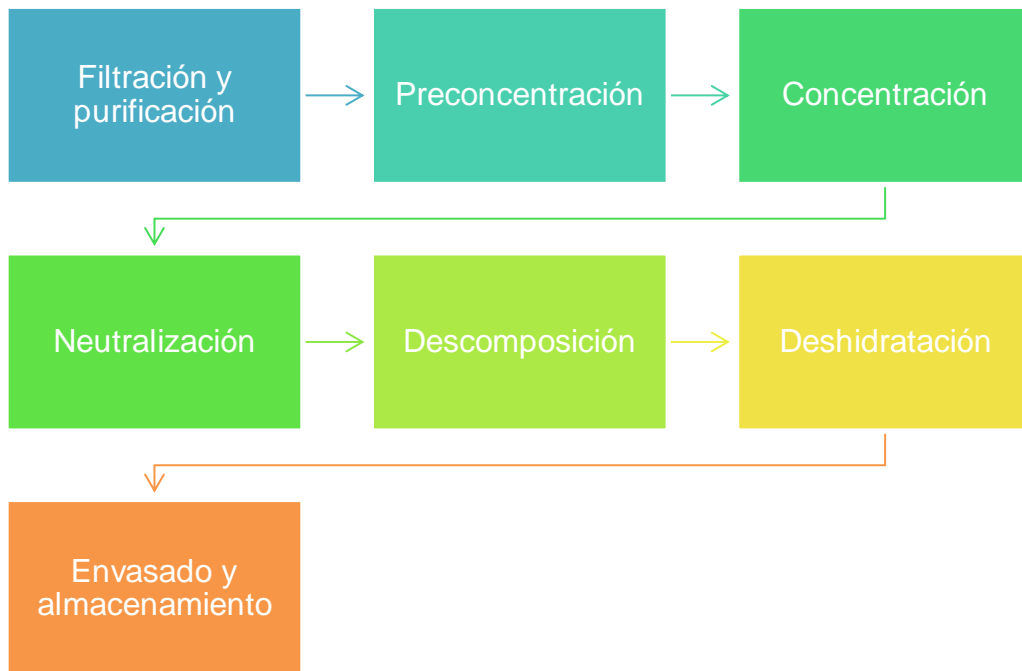 Filtración y
purificación
Preconcentración
Concentración
Neutralización
Descomposición
Deshidratación
Envasado y
almacenamiento